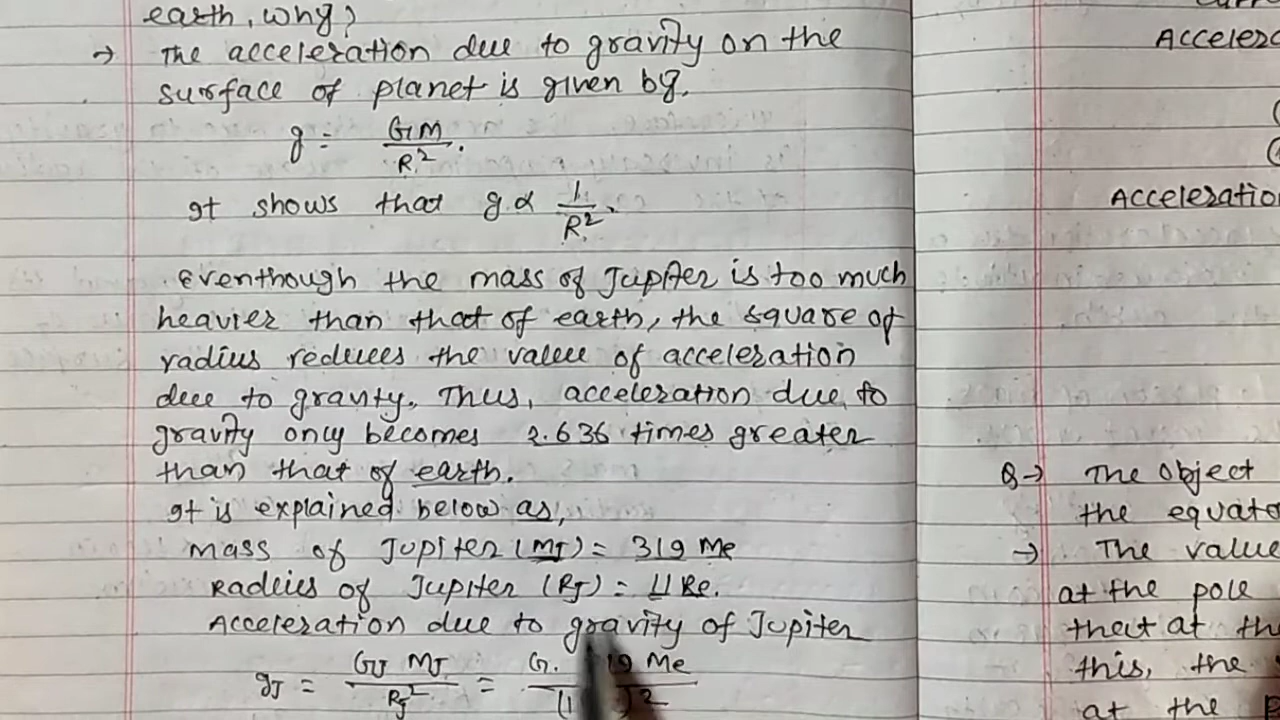 earth, why?
→ The acceleration due to gravity on the
surface of planet is given by.
g = GM / R².
It shows that g ∝ 1 / R².
Eventhough the mass of Jupiter is too much
heavier than that of earth, the square of
radius reduces the value of acceleration
due to gravity. Thus, acceleration due to
gravity only becomes 2.636 times greater
than that of earth.
It is explained below as,
Mass of Jupiter (MJ) = 319 Me
Radius of Jupiter (RJ) = 11 Re.
Acceleration due to gravity of Jupiter
gJ = G MJ / RJ² = G. 19 Me / (1 )2
Accelera
Acceleratio
Q→ The object
the equato
→ The value
at the pole
that at th
this, the
at the